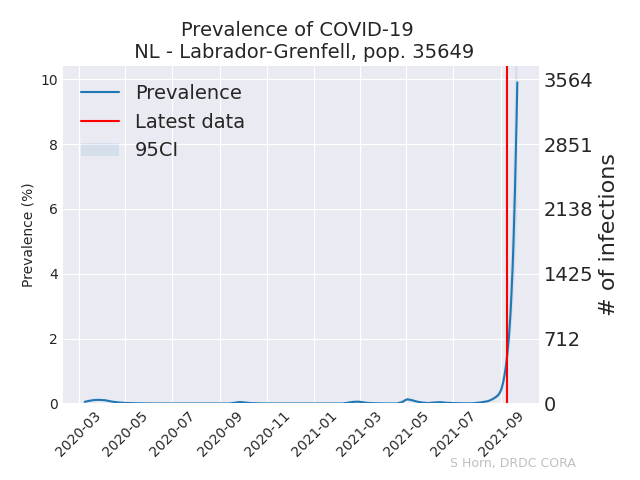 Prevalence of COVID-19
NL - Labrador-Grenfell, pop. 35649
Prevalence
Latest data
95CI
Prevalence (%)
10
8
6
4
2
0
3564
2851
2138
1425
712
0
# of infections
2020-03
2020-05
2020-07
2020-09
2020-11
2021-01
2021-03
2021-05
2021-07
2021-09
S Horn, DRDC CORA